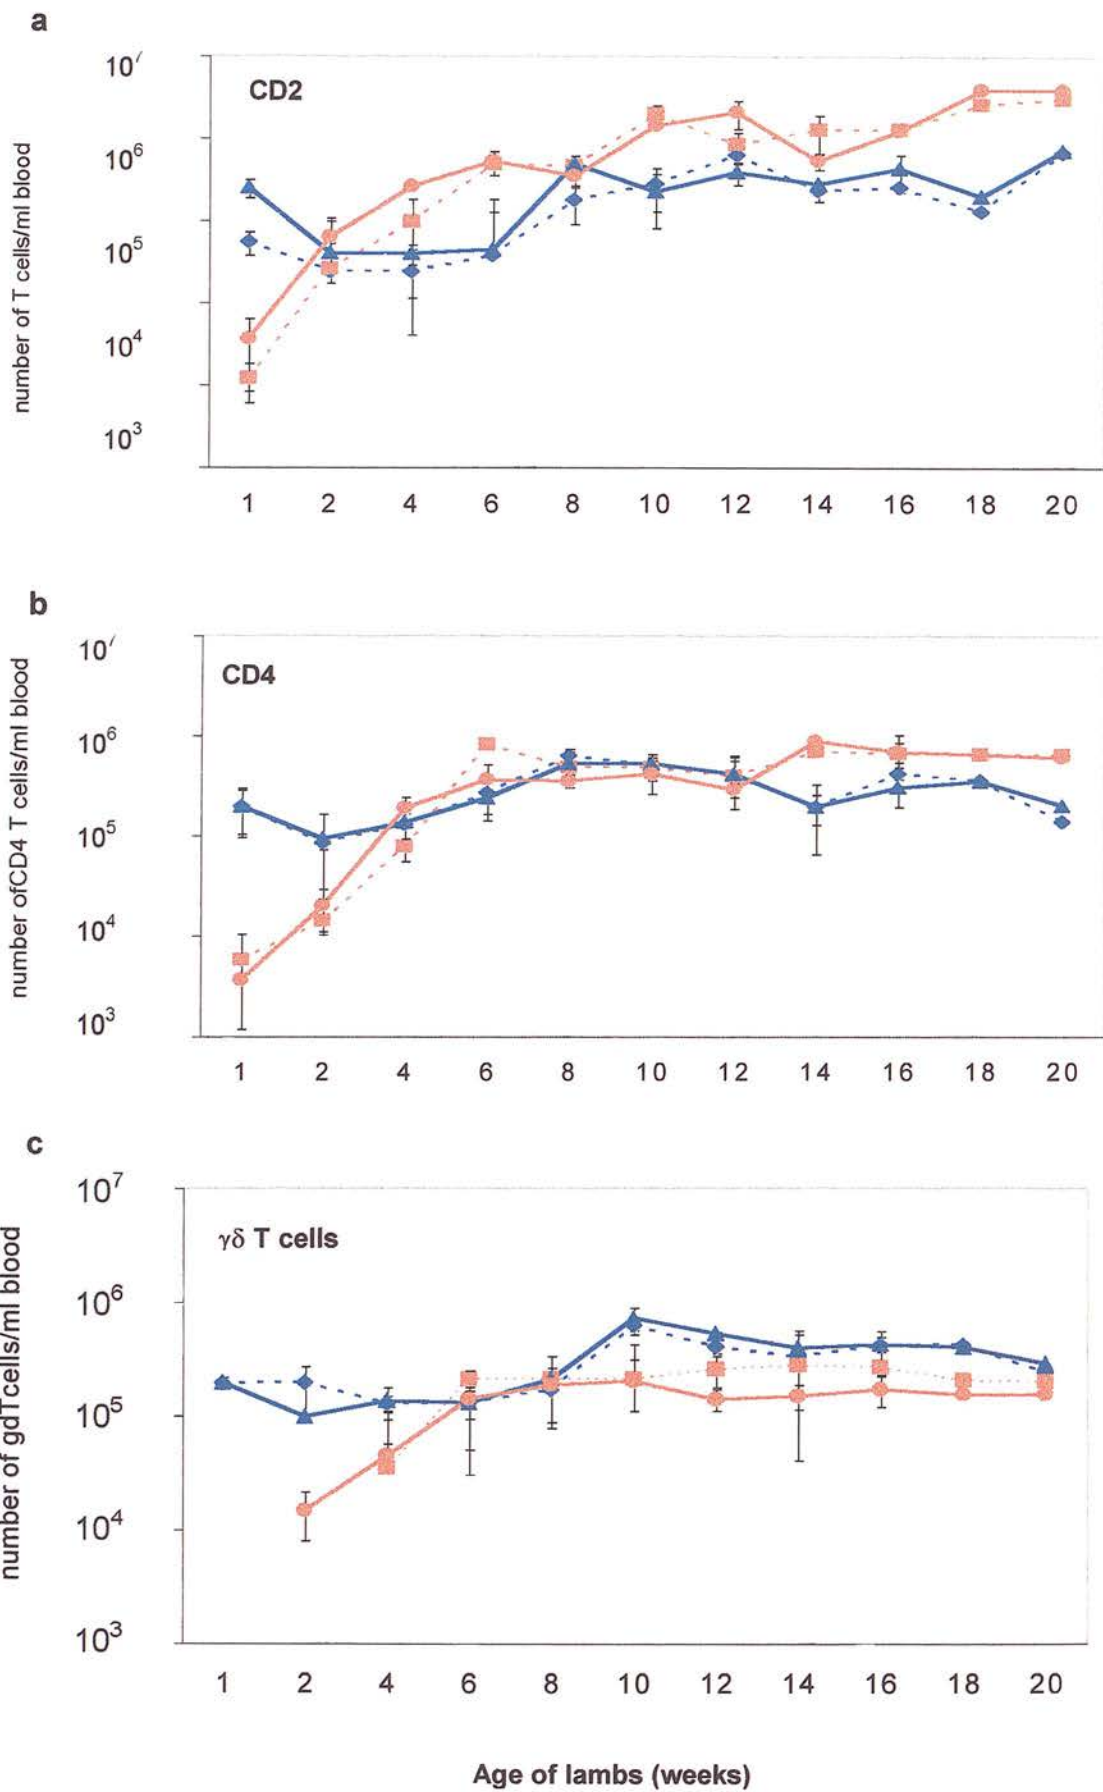 a
10⁷
CD2
10⁶
10⁵
10⁴
10³
number of T cells/ml blood
1 2 4 6 8 10 12 14 16 18 20
b
10⁷
CD4
10⁶
10⁵
10⁴
10³
number ofCD4 T cells/ml blood
1 2 4 6 8 10 12 14 16 18 20
c
10⁷
γδ T cells
10⁶
10⁵
10⁴
10³
number of gdTcells/ml blood
1 2 4 6 8 10 12 14 16 18 20
Age of lambs (weeks)